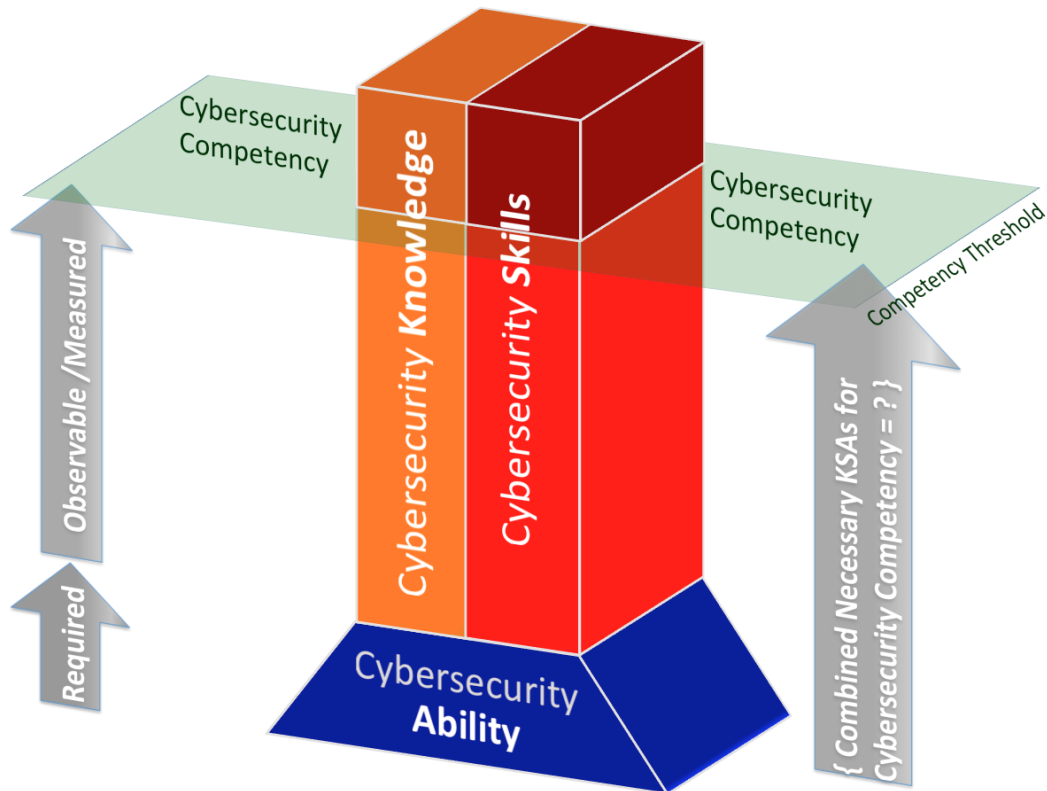 Cybersecurity
Competency
Cybersecurity Knowledge
Cybersecurity Skills
Cybersecurity
Competency
Competency Threshold
Observable /Measured
Required
{ Combined Necessary KSAs for
Cybersecurity Competency = ? }
Cybersecurity
Ability